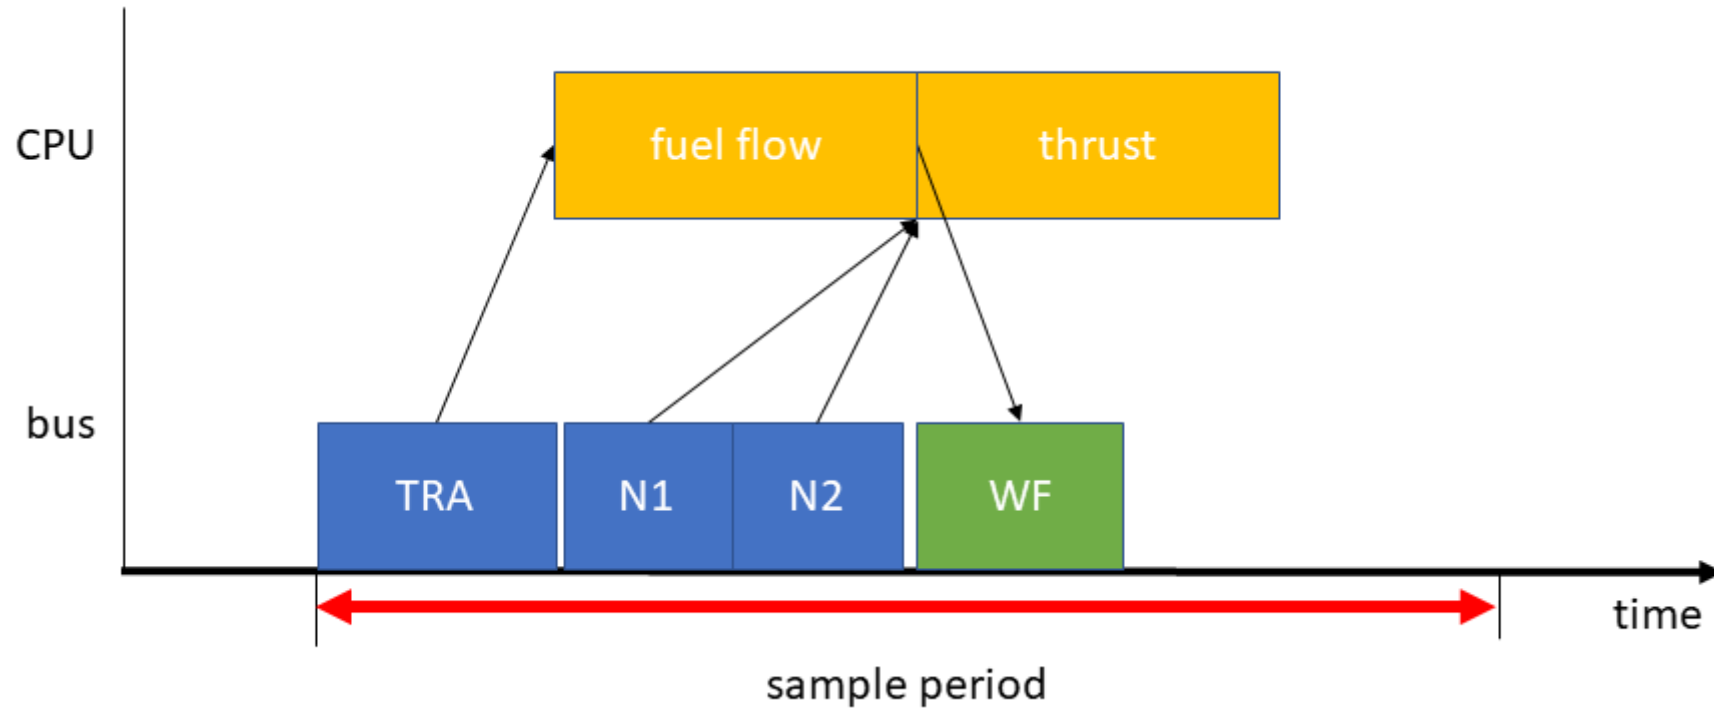 CPU
fuel flow
thrust
bus
TRA
N1
N2
WF
time
sample period